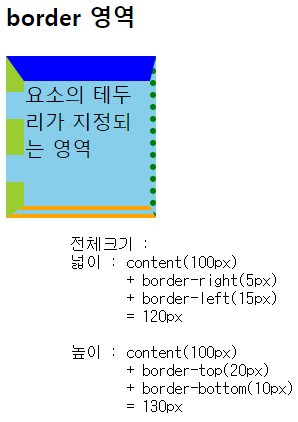 border 영역
요소의 테두
리가 지정되
는 영역
전체크기 :
넓이 : content(100px)
+ border-right(5px)
+ border-left(15px)
= 120px
높이 : content(100px)
+ border-top(20px)
+ border-bottom(10px)
= 130px